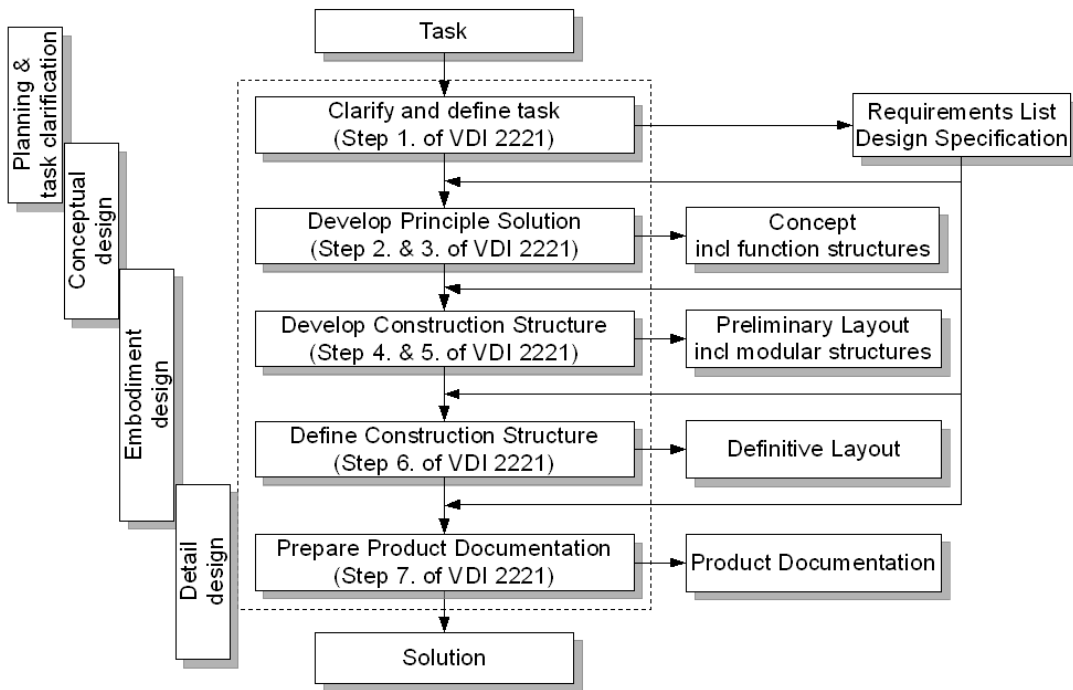 Task
Planning &
task clarification
Clarify and define task
(Step 1. of VDI 2221)
Requirements List
Design Specification
Conceptual
design
Develop Principle Solution
(Step 2. & 3. of VDI 2221)
Concept
incl function structures
Embodiment
design
Develop Construction Structure
(Step 4. & 5. of VDI 2221)
Preliminary Layout
incl modular structures
Define Construction Structure
(Step 6. of VDI 2221)
Definitive Layout
Detail
design
Prepare Product Documentation
(Step 7. of VDI 2221)
Product Documentation
Solution